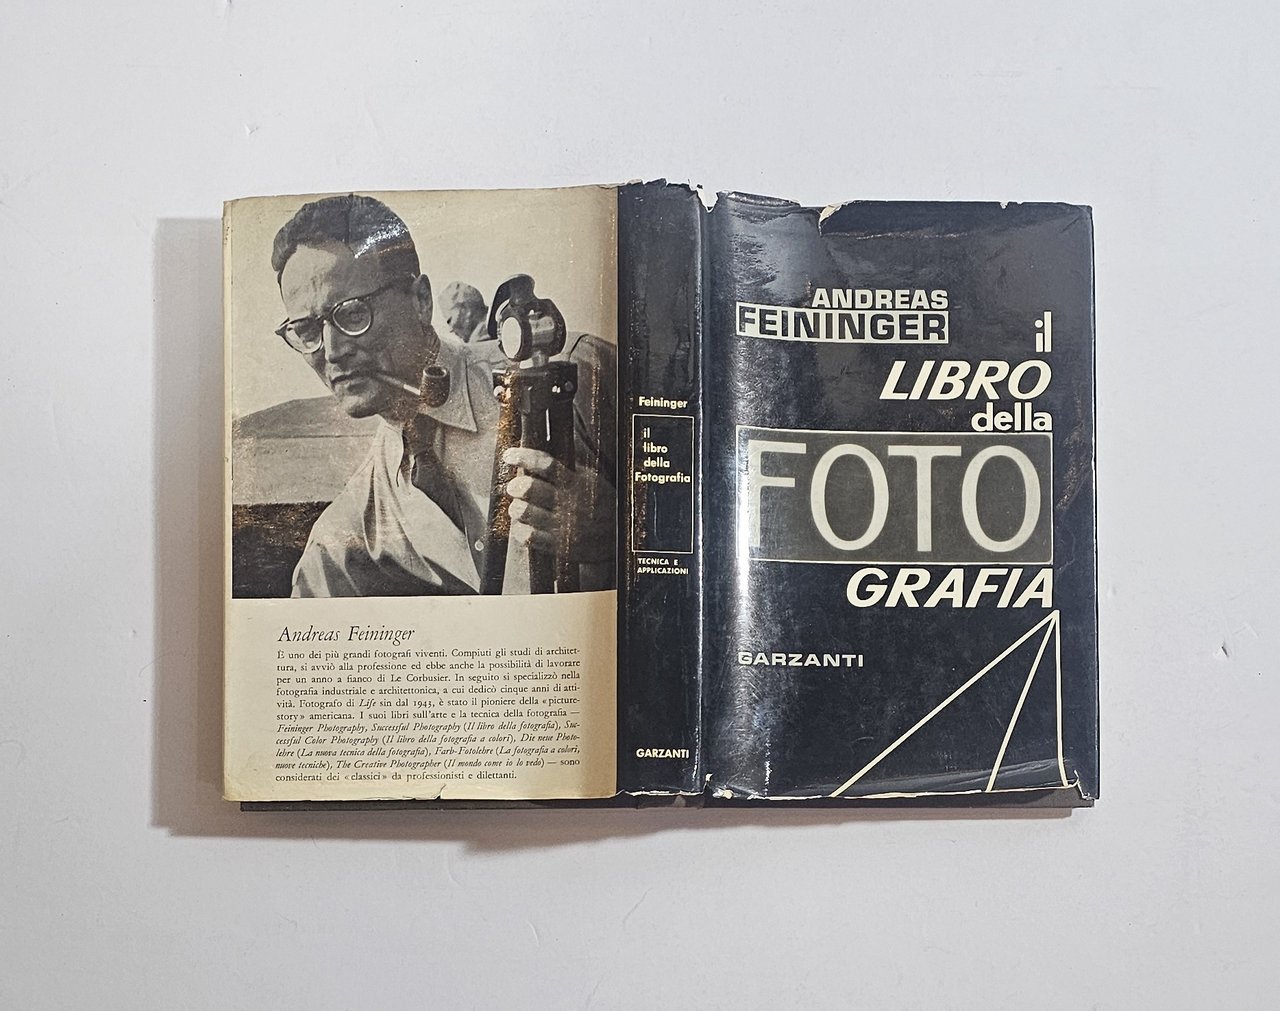 Andreas Feininger
È uno dei più grandi fotografi viventi. Compiuti gli studi di architet-
tura, si avviò alla professione ed ebbe anche la possibilità di lavorare
per un anno a fianco di Le Corbusier. In seguito si specializzò nella
fotografia industriale e architettonica, a cui dedicò cinque anni di atti-
vità. Fotografo di Life sin dal 1943, è stato il pioniere della «picture-
story» americana. I suoi libri sull'arte e la tecnica della fotografia —
Feininger Photography, Successful Photography (Il libro della fotografia), Suc-
cessful Color Photography (Il libro della fotografia a colori), Die neue Photo-
lehre (La nuova tecnica della fotografia), Farb-Fotolehre (La fotografia a colori,
nuove tecniche), The Creative Photographer (Il mondo come io lo vedo) — sono
considerati dei «classici» da professionisti e dilettanti.
Feininger
il
libro
della
Fotografia
TECNICA E
APPLICAZIONI
GARZANTI
ANDREAS
FEININGER
il
LIBRO
della
FOTO
GRAFIA
GARZANTI